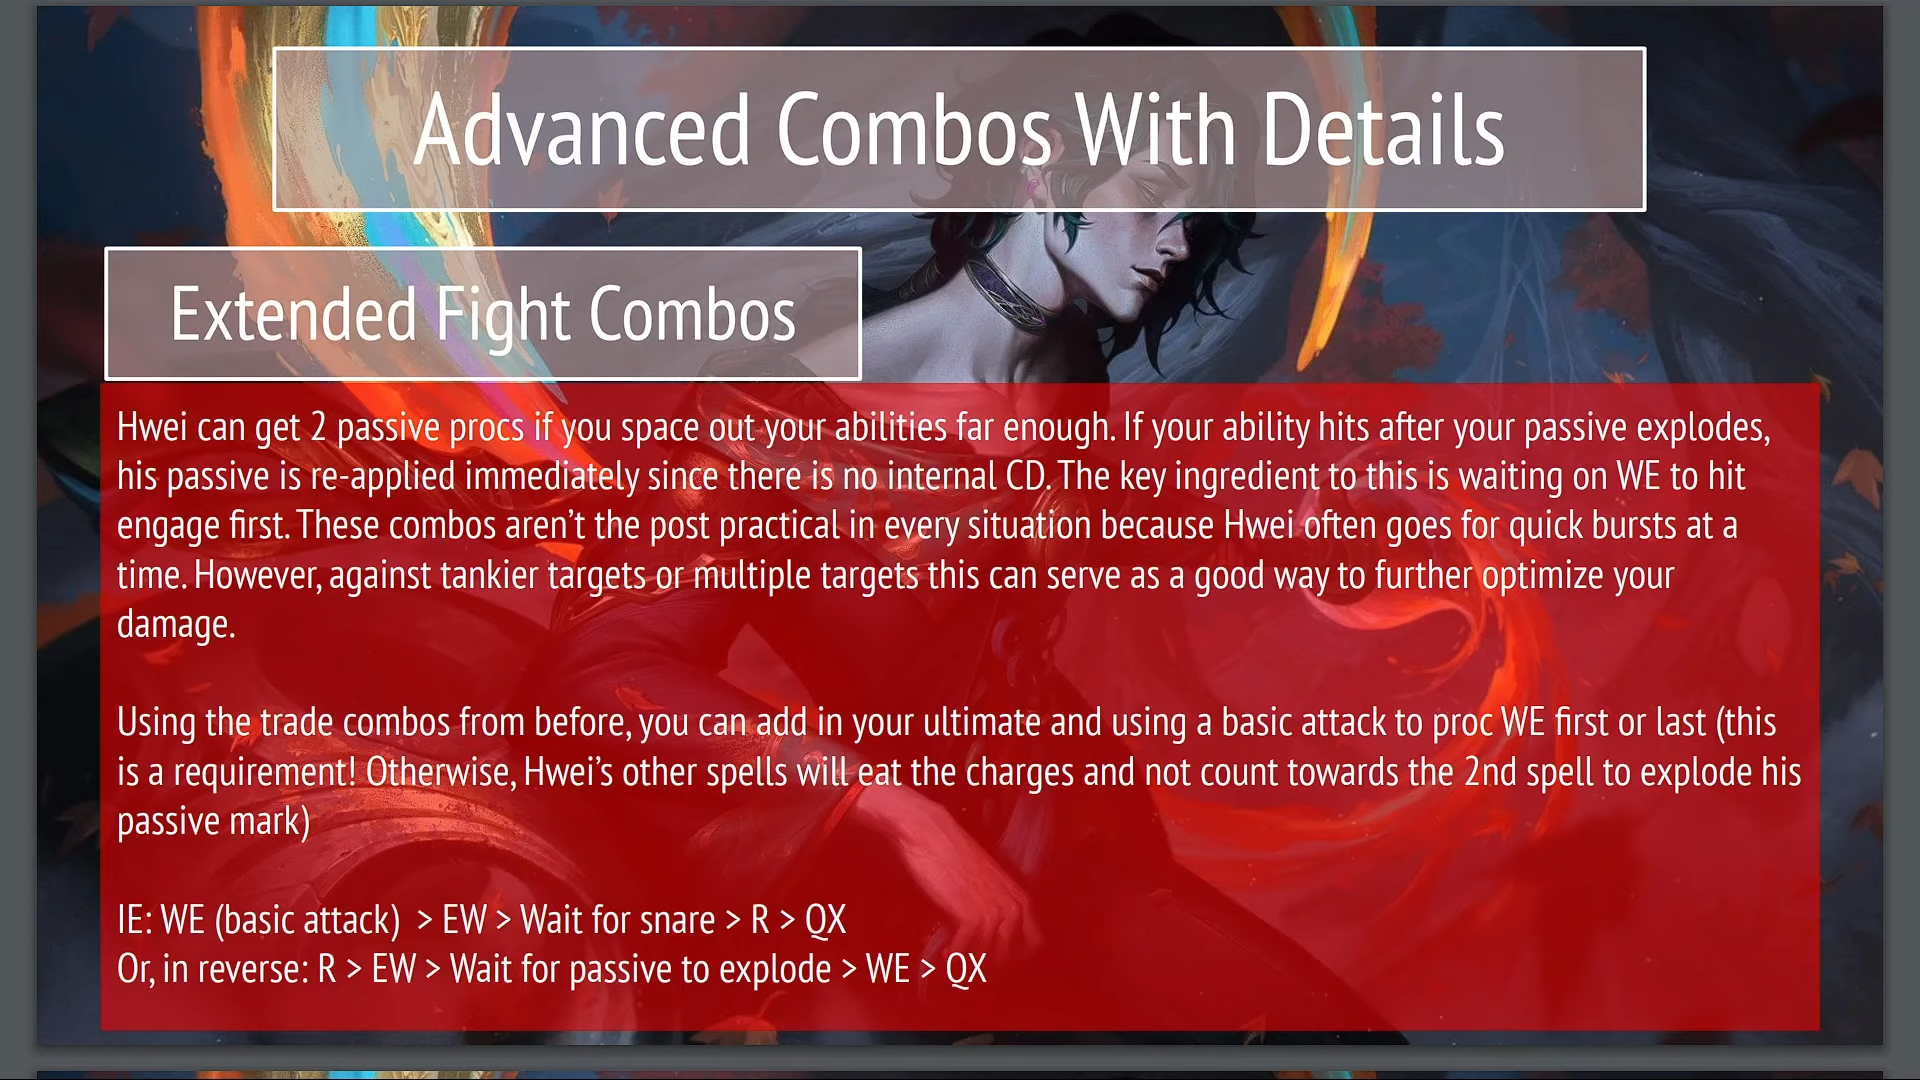 Advanced Combos With Details
Extended Fight Combos
Hwei can get 2 passive procs if you space out your abilities far enough. If your ability hits after your passive explodes,
his passive is re-applied immediately since there is no internal CD. The key ingredient to this is waiting on WE to hit
engage first. These combos aren’t the post practical in every situation because Hwei often goes for quick bursts at a
time. However, against tankier targets or multiple targets this can serve as a good way to further optimize your
damage.
Using the trade combos from before, you can add in your ultimate and using a basic attack to proc WE first or last (this
is a requirement! Otherwise, Hwei’s other spells will eat the charges and not count towards the 2nd spell to explode his
passive mark)
IE: WE (basic attack)  > EW > Wait for snare > R > QX
Or, in reverse: R > EW > Wait for passive to explode > WE > QX